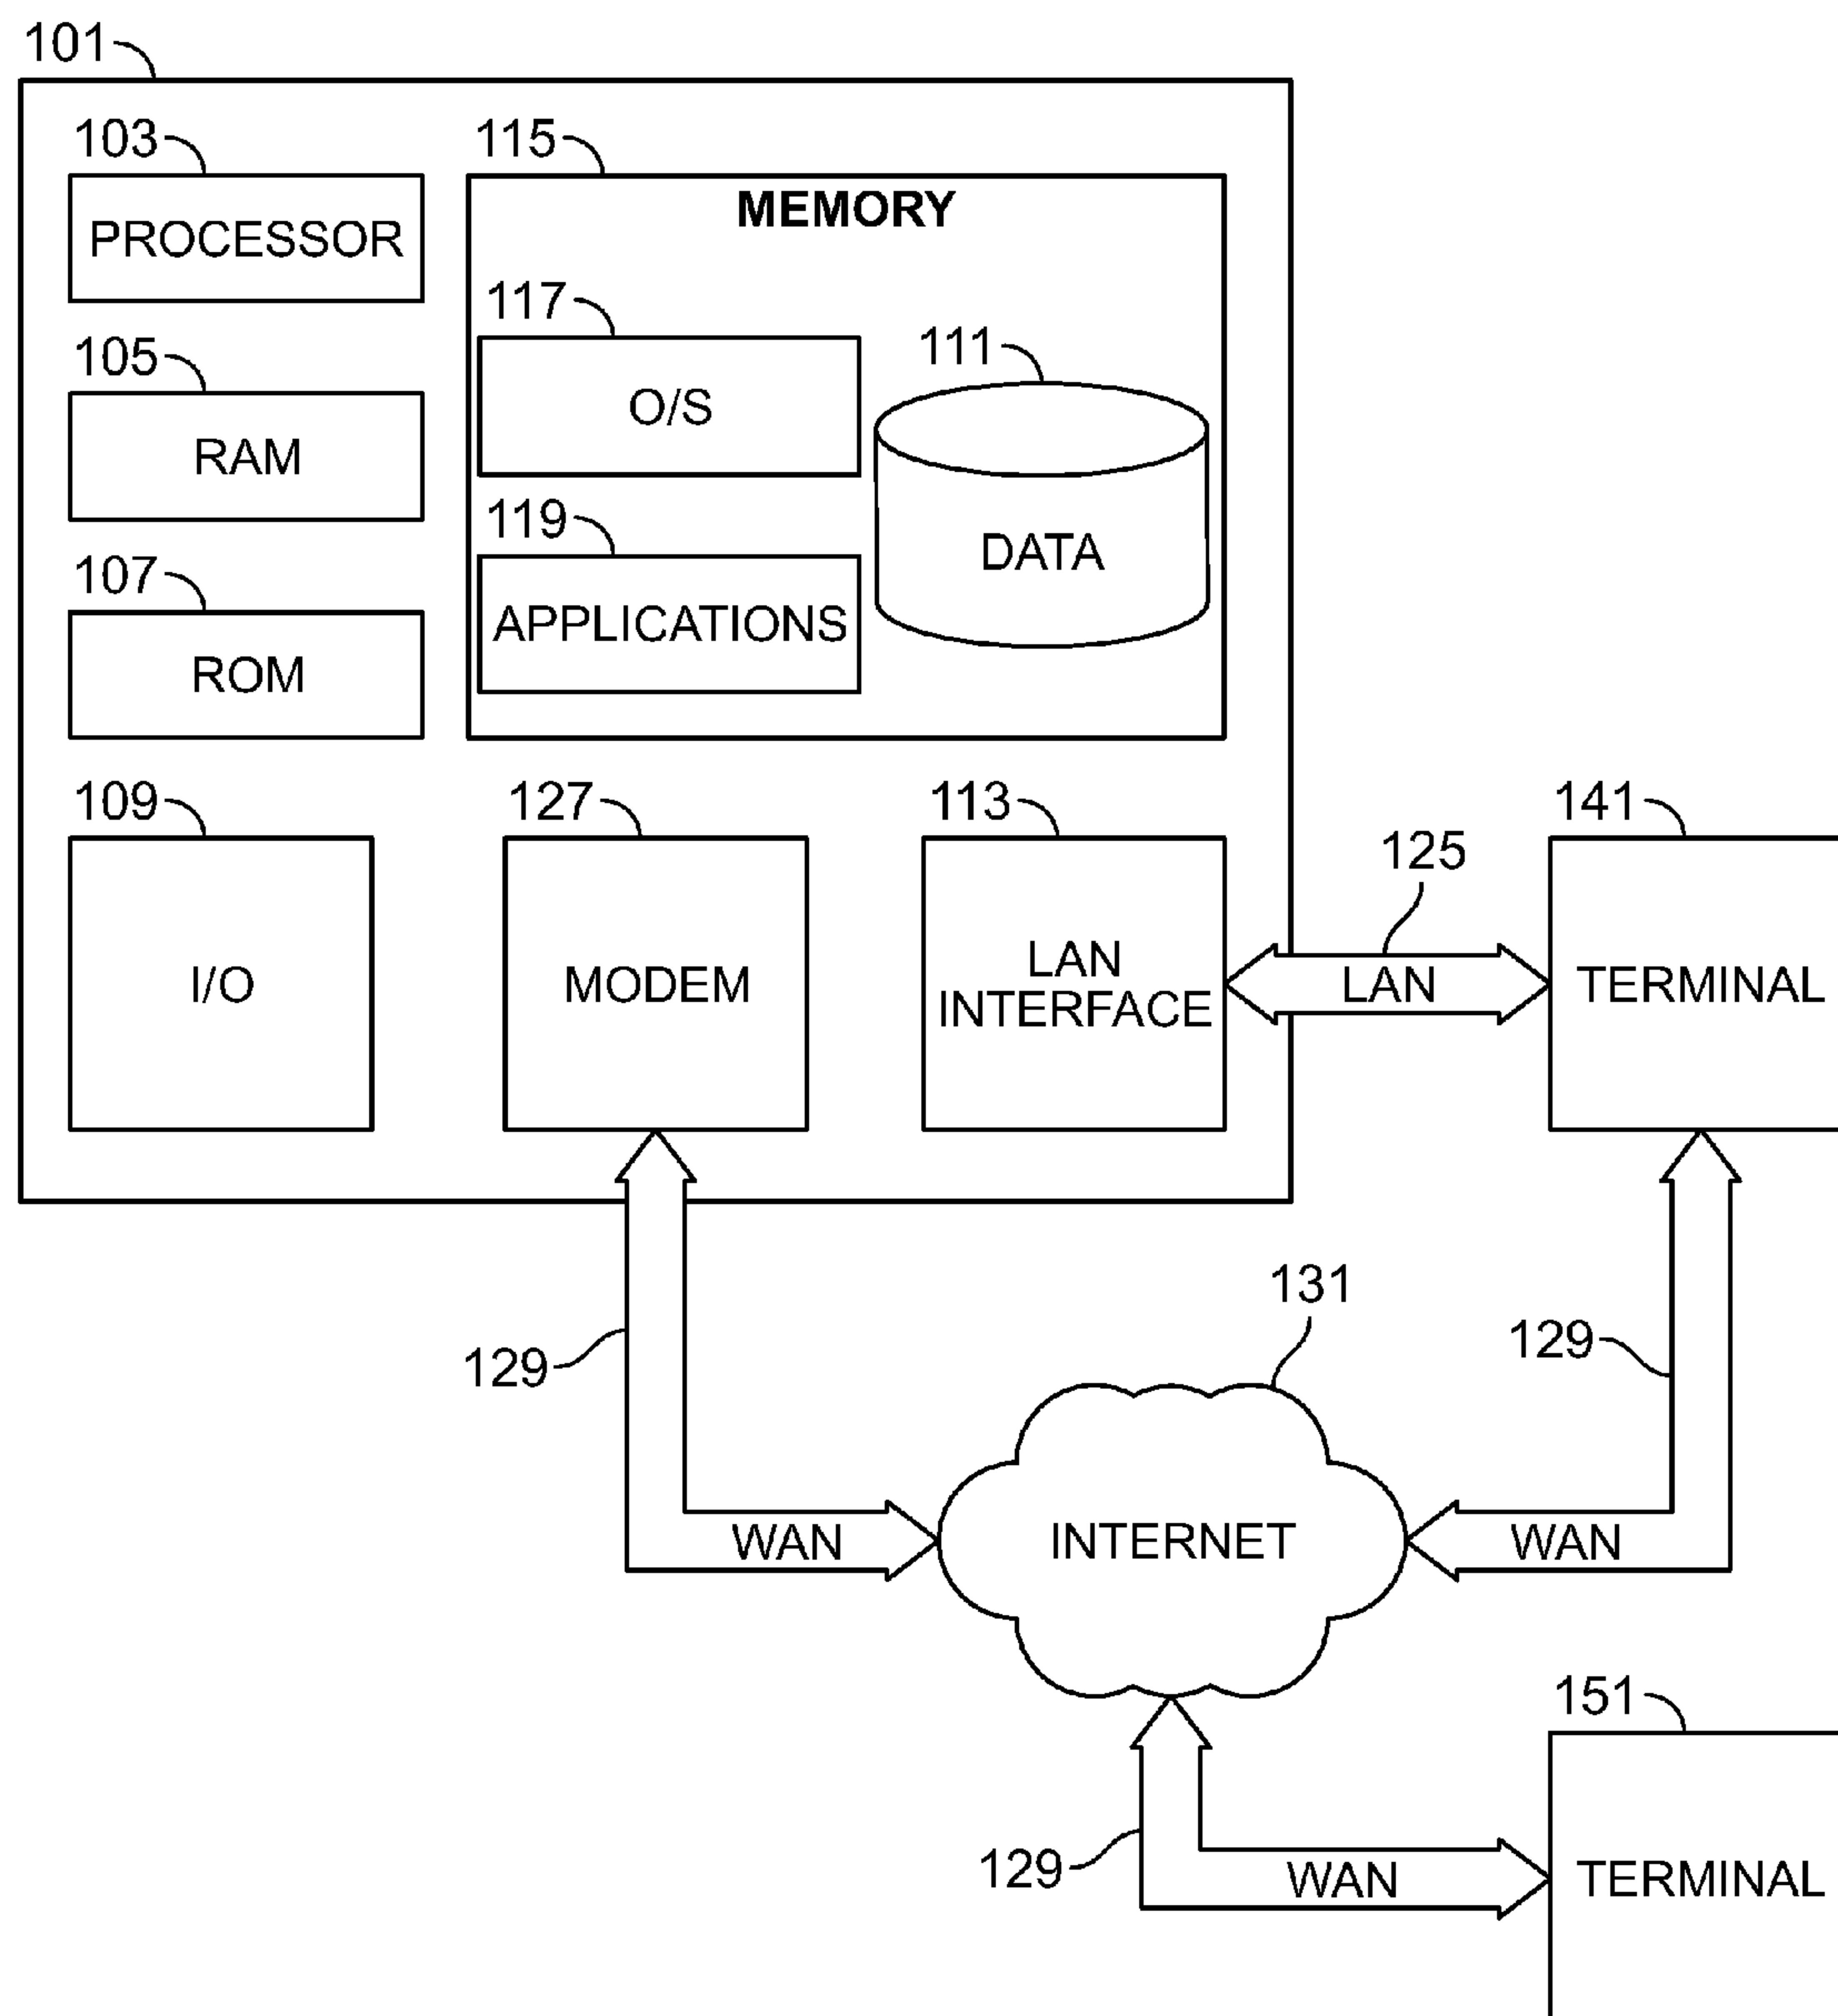 101
103
115
PROCESSOR
MEMORY
117
111
105
O/S
RAM
119
DATA
107
APPLICATIONS
ROM
109
127
113
141
125
I/O
MODEM
LAN
INTERFACE
LAN
TERMINAL
131
129
129
WAN
INTERNET
WAN
151
129
WAN
TERMINAL